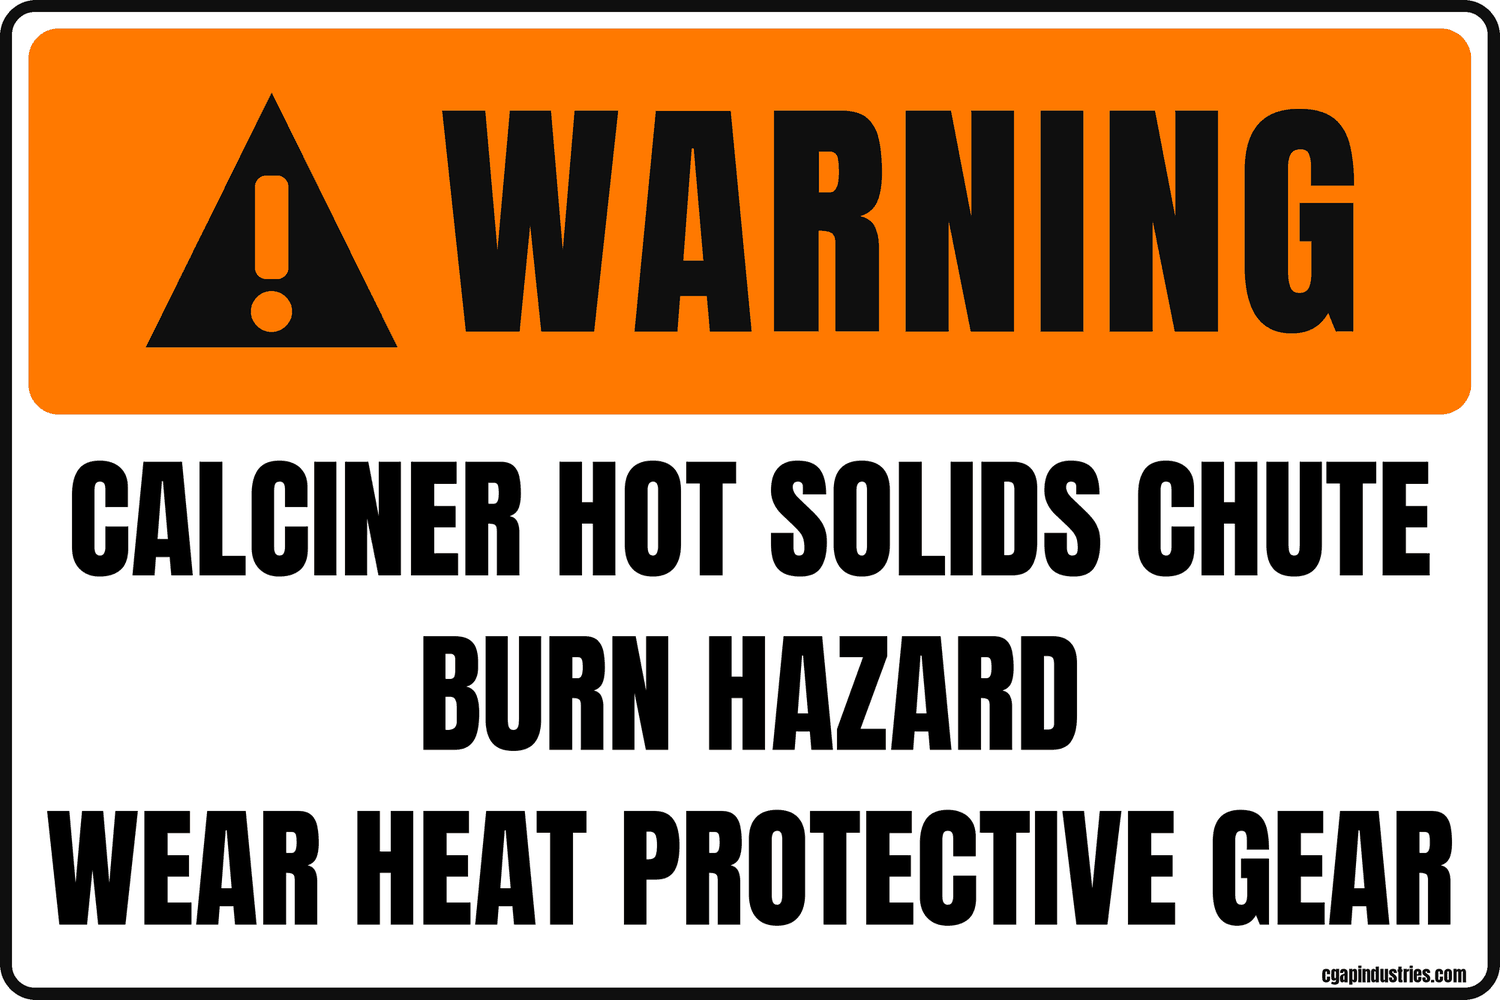 WARNING
CALCINER HOT SOLIDS CHUTE
BURN HAZARD
WEAR HEAT PROTECTIVE GEAR
cgapindustries.com